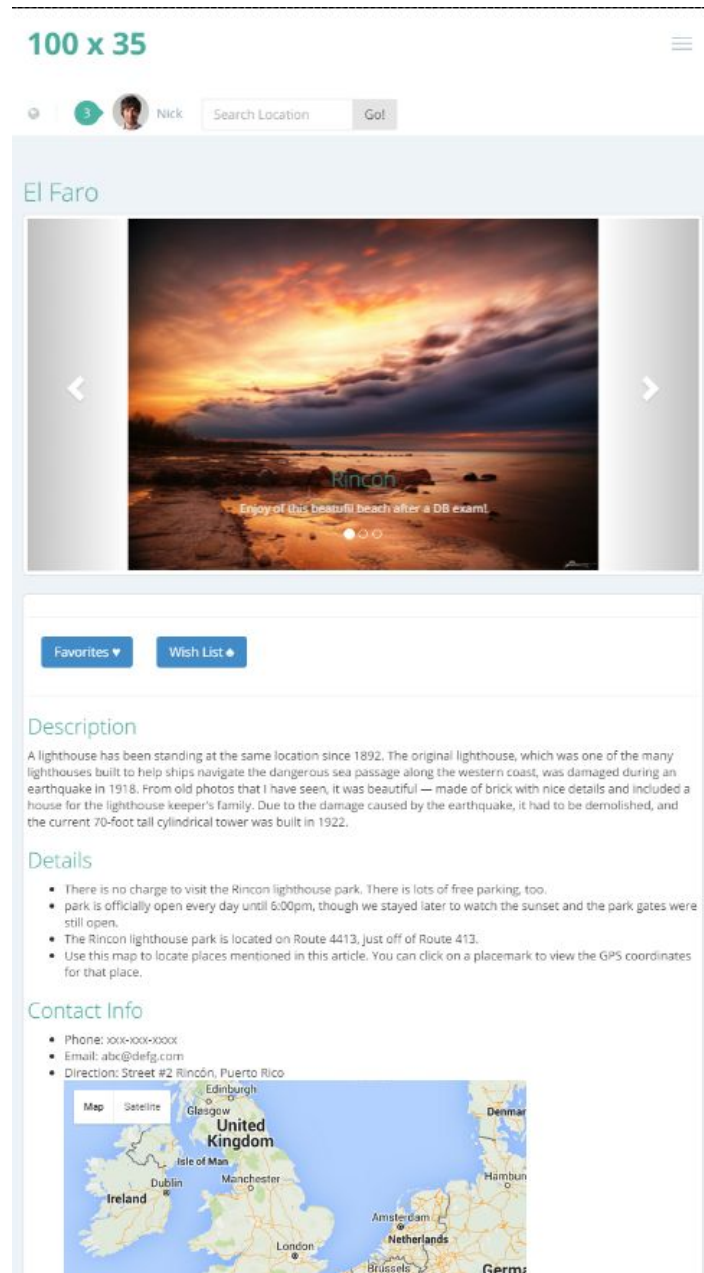 100 x 35
3
Nick
Search Location
Go!
El Faro
Rincón
Enjoy of this beatufil beach after a DB exam!
Favorites ♥
Wish List ♠
Description
A lighthouse has been standing at the same location since 1892. The original lighthouse, which was one of the many
lighthouses built to help ships navigate the dangerous sea passage along the western coast, was damaged during an
earthquake in 1918. From old photos that I have seen, it was beautiful — made of brick with nice details and included a
house for the lighthouse keeper's family. Due to the damage caused by the earthquake, it had to be demolished, and
the current 70-foot tall cylindrical tower was built in 1922.
Details
• There is no charge to visit the Rincon lighthouse park. There is lots of free parking, too.
• park is officially open every day until 6:00pm, though we stayed later to watch the sunset and the park gates were
still open.
• The Rincon lighthouse park is located on Route 4413, just off of Route 413.
• Use this map to locate places mentioned in this article. You can click on a placemark to view the GPS coordinates
for that place.
Contact Info
• Phone: xxx-xxx-xxxx
• Email: abc@defg.com
• Direction: Street #2 Rincón, Puerto Rico
Map
Satellite
Edinburgh
Glasgow
United
Kingdom
Denmar
Isle of Man
Dublin
Manchester
Hambur
Ireland
Amsterdam
Netherlands
London
Brussels
Germa